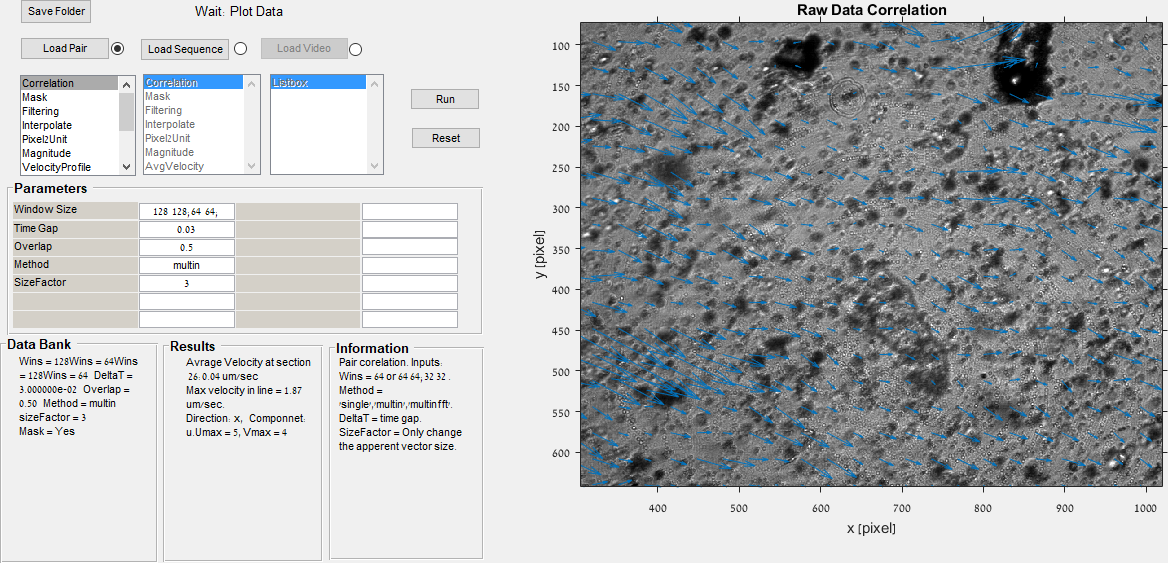 Save Folder
Wait: Plot Data
Load Pair
Load Sequence
Load Video
Correlation
Mask
Filtering
Interpolate
Pixel2Unit
Magnitude
VelocityProfile
Correlation
Mask
Filtering
Interpolate
Pixel2Unit
Magnitude
AvgVelocity
Listbox
Run
Reset
Parameters
Window Size 128 128;64 64;
Time Gap 0.03
Overlap 0.5
Method multin
SizeFactor 3
Data Bank
Wins = 128Wins = 64Wins
= 128Wins = 64 DeltaT =
3.000000e-02 Overlap =
0.50 Method = multin
sizeFactor = 3
Mask = Yes
Results
Avrage Velocity at section
26: 0.04 um/sec
Max velocity in line = 1.87
um/sec.
Direction: x, Componnet:
u.Umax = 5, Vmax = 4
Information
Pair corelation. Inputs:
Wins = 64 or 64 64; 32 32 .
Method =
'single','multin','multinfft'.
DeltaT = time gap.
SizeFactor = Only change
the apperent vector size.
Raw Data Correlation
y [pixel]
100
150
200
250
300
350
400
450
500
550
600
400 500 600 700 800 900 1000
x [pixel]